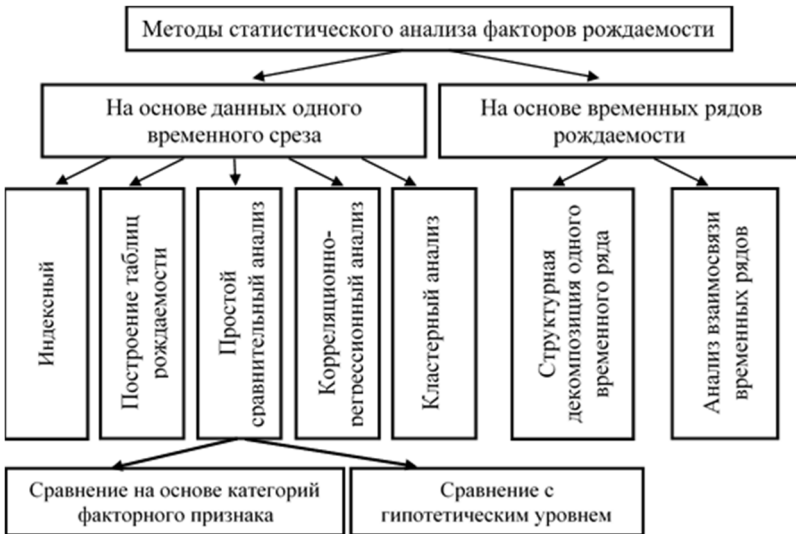 Методы статистического анализа факторов рождаемости
На основе данных одного
временного среза
На основе временных рядов
рождаемости
Индексный
Построение таблиц
рождаемости
Простой
сравнительный анализ
Корреляционно-
регрессионный анализ
Кластерный анализ
Структурная
декомпозиция одного
временного ряда
Анализ взаимосвязи
временных рядов
Сравнение на основе категорий
факторного признака
Сравнение с
гипотетическим уровнем